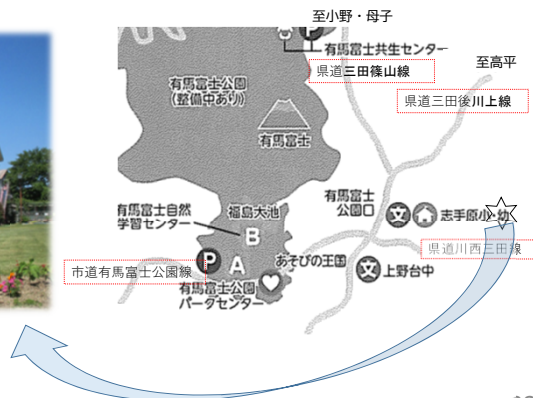 至小野・母子
P
有馬富士共生センター
県道三田篠山線
至高平
有馬富士公園
(整備中あり)
県道三田後川上線
有馬富士
有馬富士
公園口
文
志手原小・幼
有馬富士自然
学習センター
福島大池
B
県道川西三田線
あそびの王国
P
A
市道有馬富士公園線
文
上野台中
有馬富士公園
パークセンター